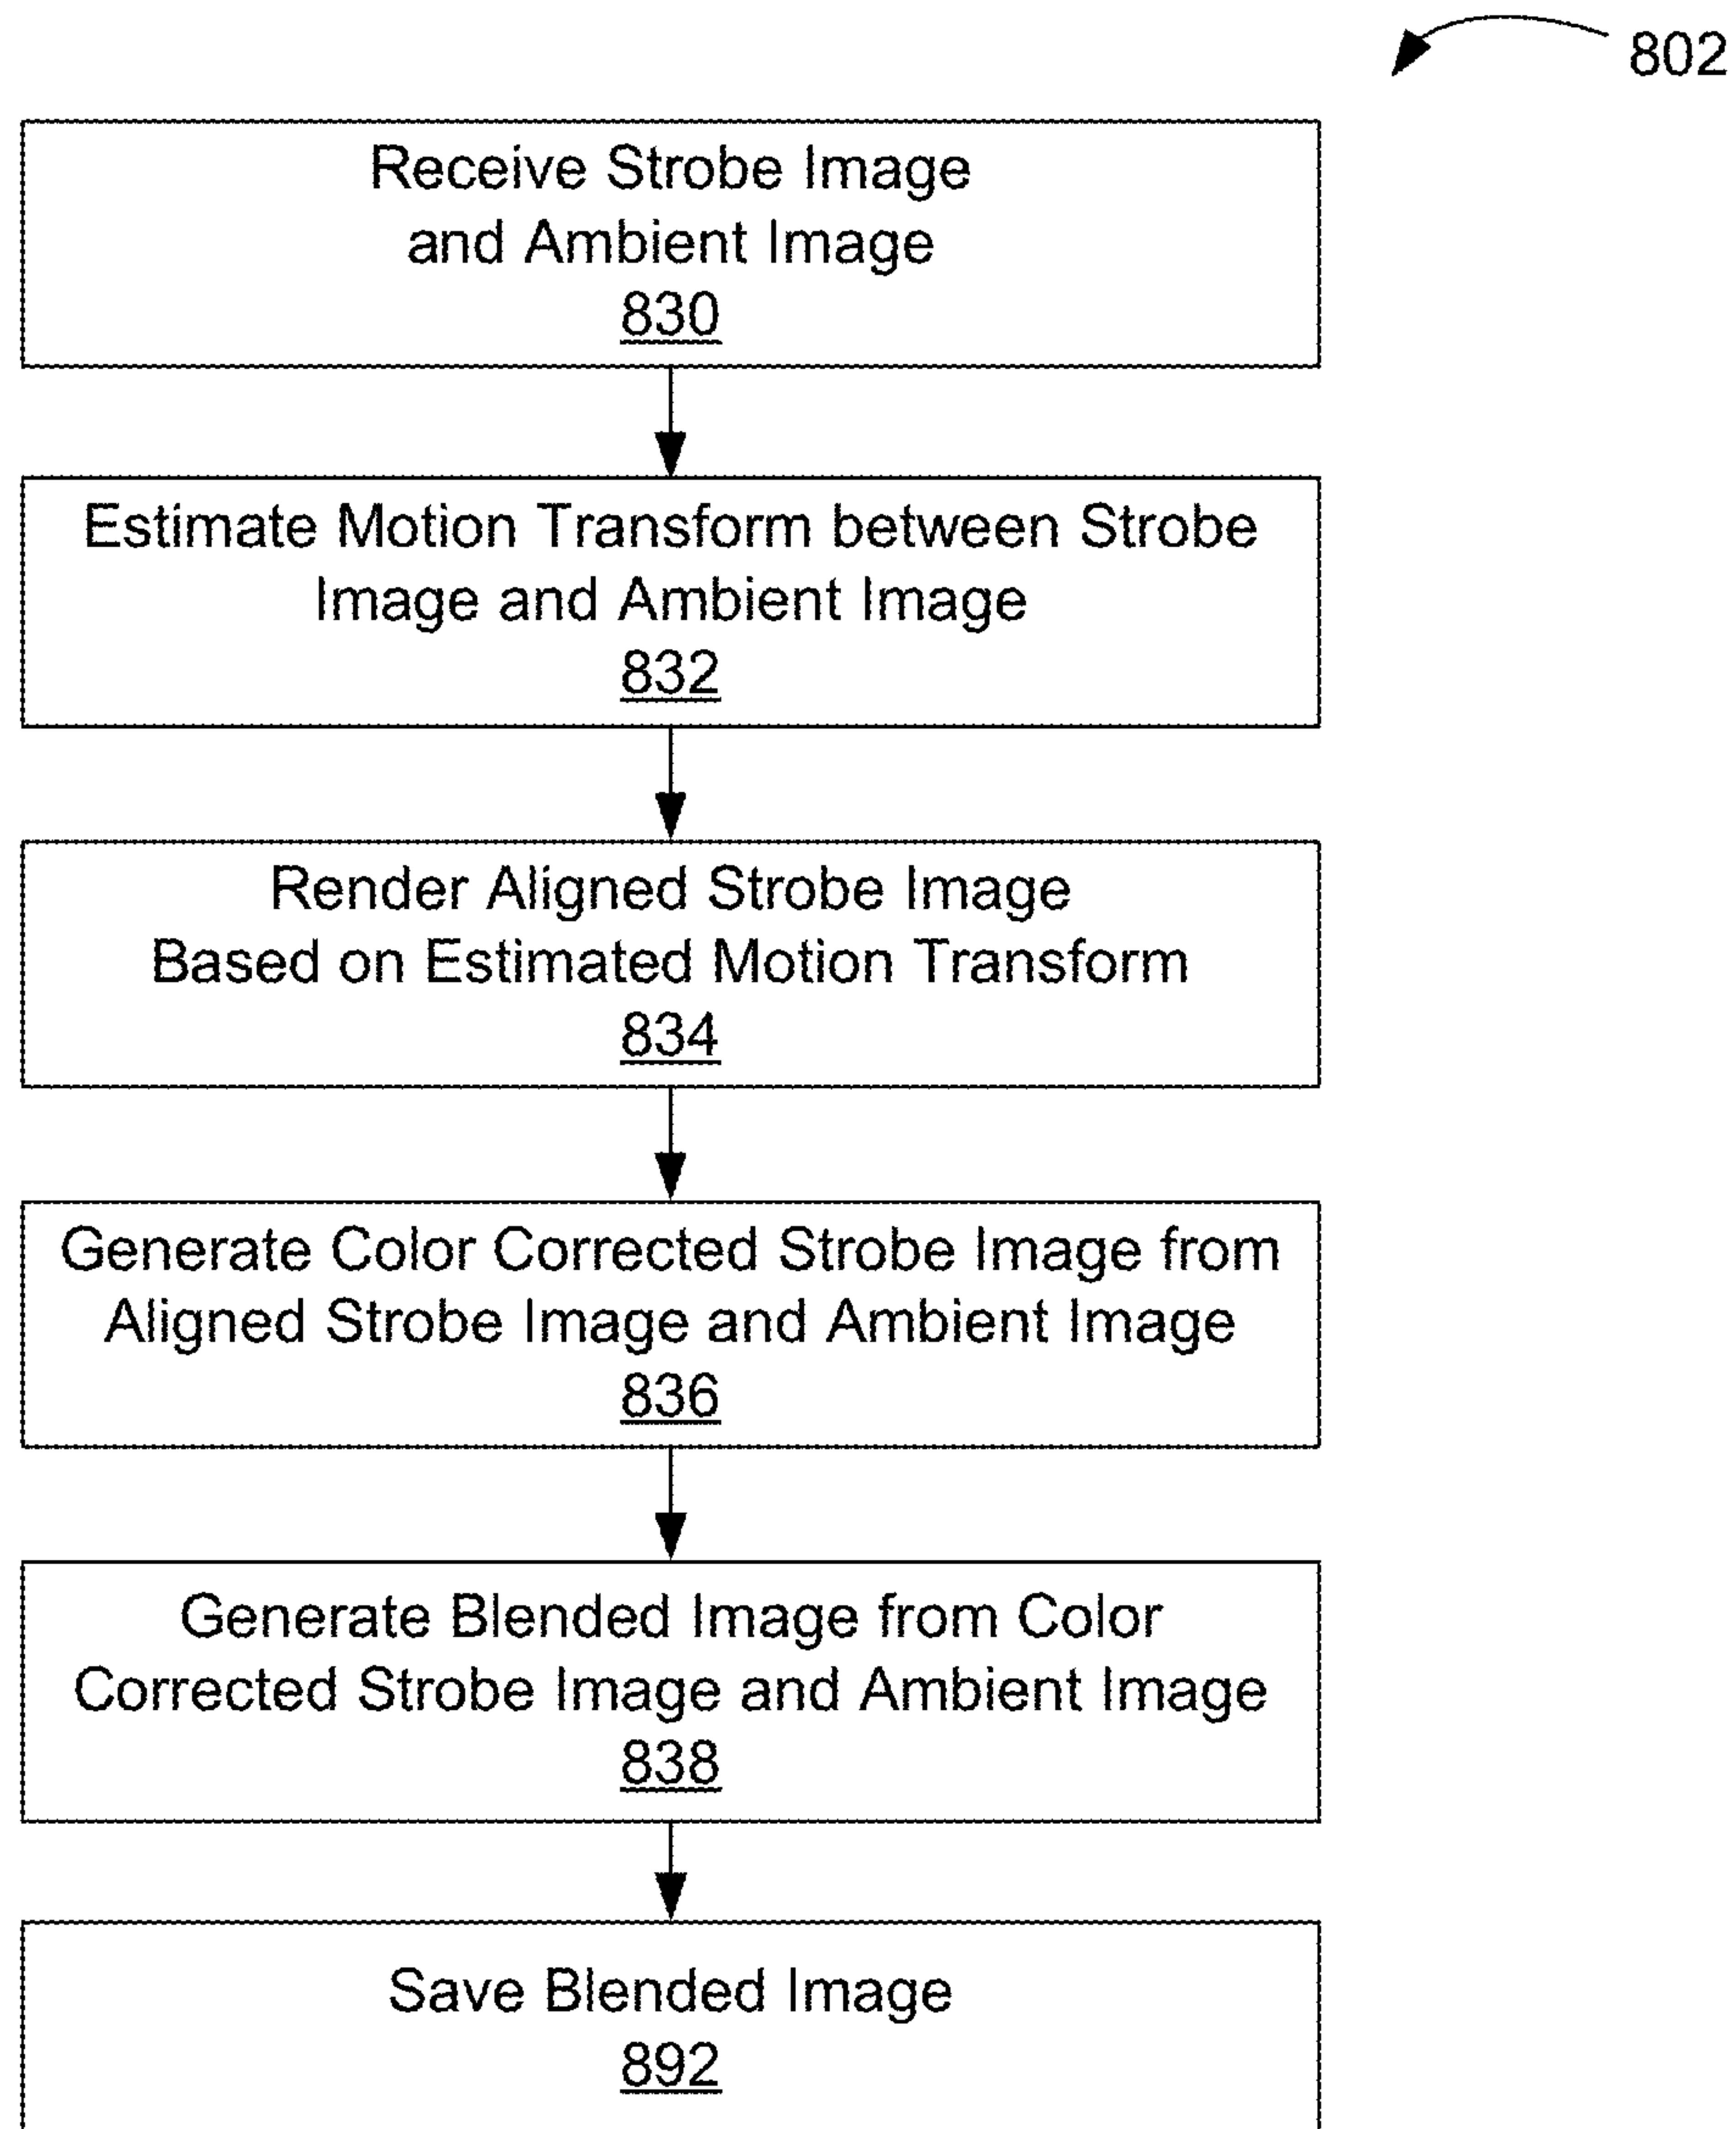 802
Receive Strobe Image
and Ambient Image
830
Estimate Motion Transform between Strobe
Image and Ambient Image
832
Render Aligned Strobe Image
Based on Estimated Motion Transform
834
Generate Color Corrected Strobe Image from
Aligned Strobe Image and Ambient Image
836
Generate Blended Image from Color
Corrected Strobe Image and Ambient Image
838
Save Blended Image
892